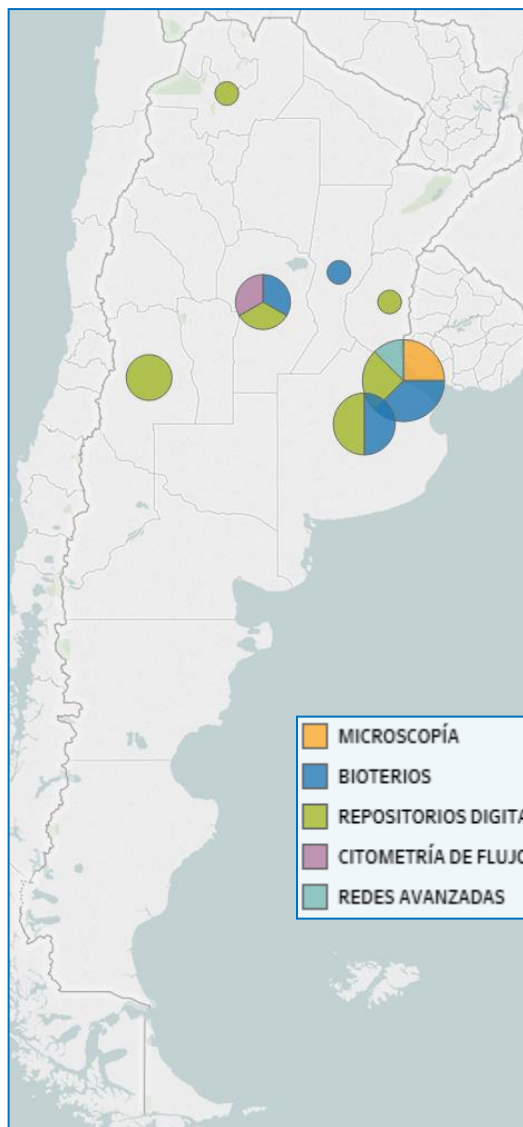 MICROSCOPÍA
BIOTERIOS
REPOSITORIOS DIGITA
CITOMETRÍA DE FLUJO
REDES AVANZADAS